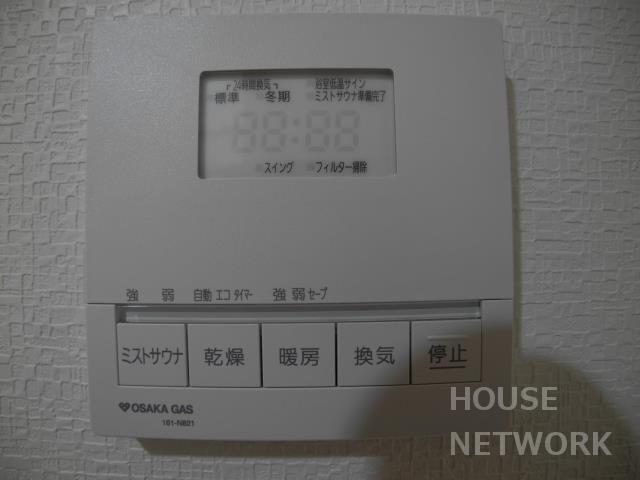 24時間換気
浴室低温サイン
標準 冬期
ミストサウナ準備完了
88:88
スイング フィルター掃除
強 弱 自動 エコ タイマー 強 弱 セーブ
ミストサウナ 乾燥 暖房 換気 停止
OSAKA GAS
161-N821
HOUSE
NETWORK